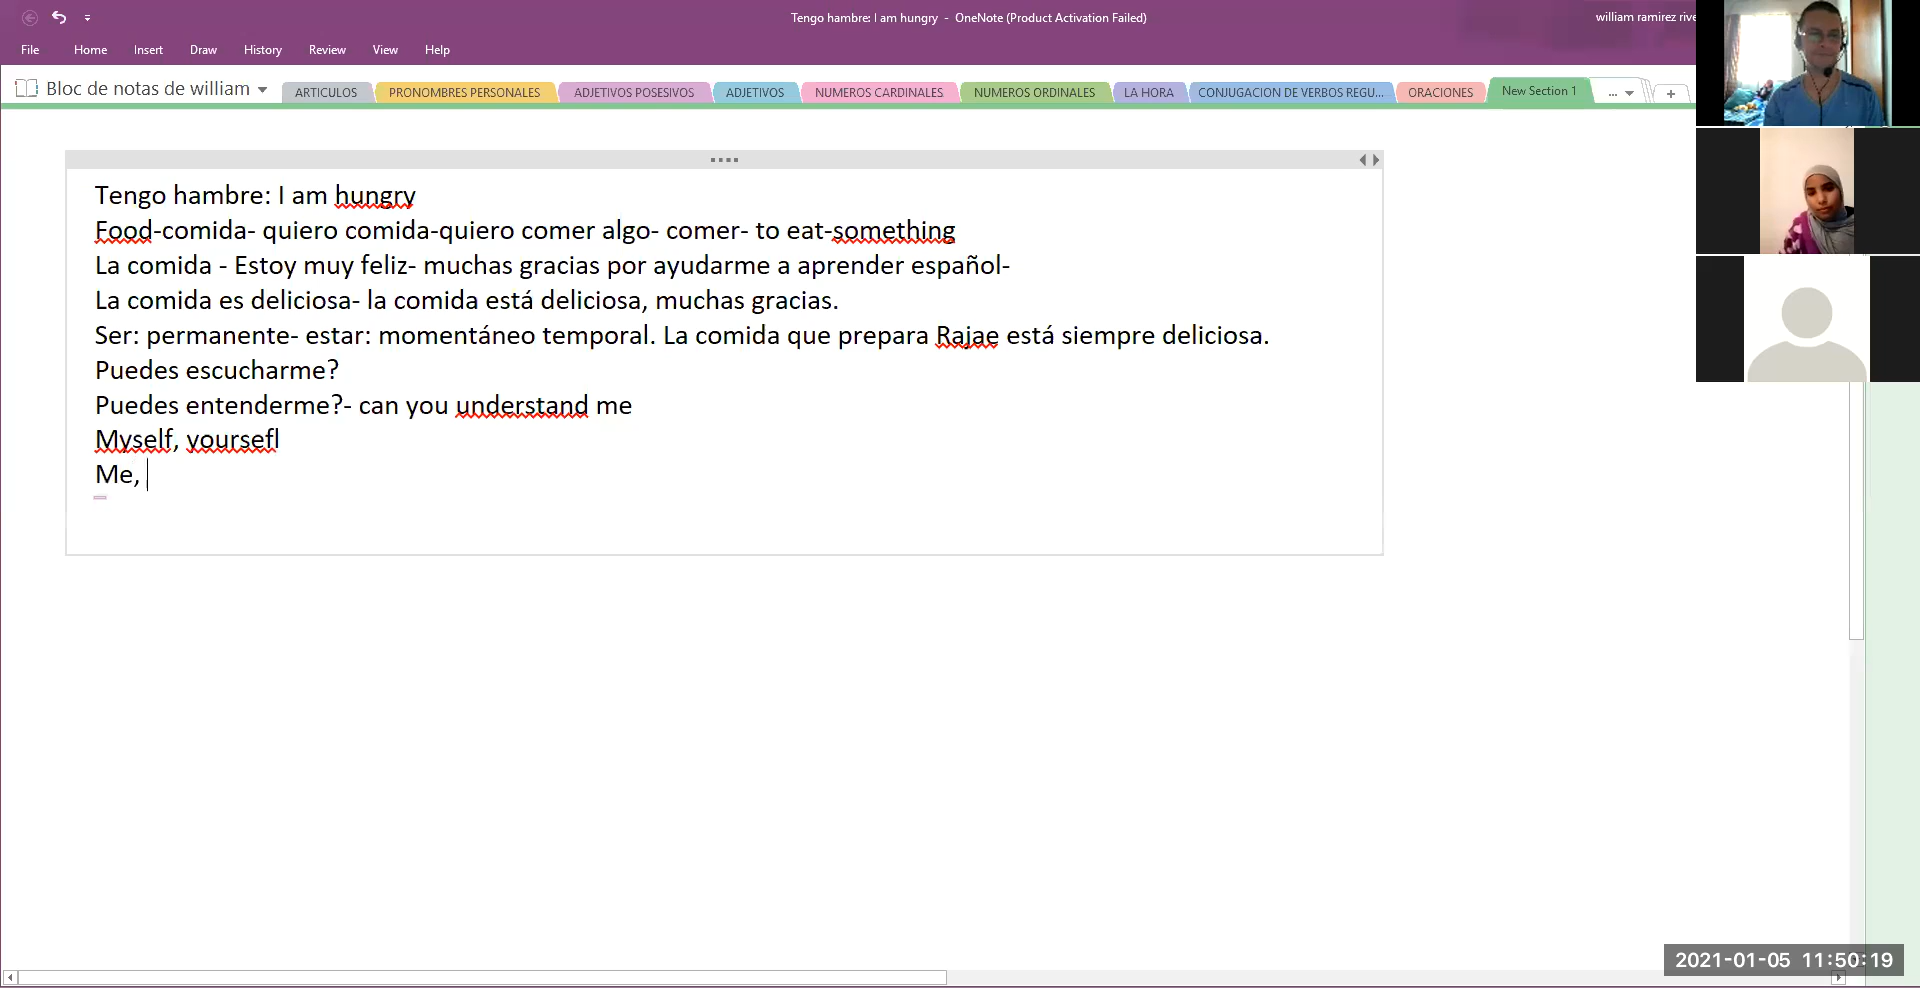 Tengo hambre: I am hungry - OneNote (Product Activation Failed)
william ramirez rive
File Home Insert Draw History Review View Help
Bloc de notas de william
ARTICULOS PRONOMBRES PERSONALES ADJETIVOS POSESIVOS ADJETIVOS NUMEROS CARDINALES NUMEROS ORDINALES LA HORA CONJUGACION DE VERBOS REGU... ORACIONES New Section 1 ...
Tengo hambre: I am hungry
Food-comida- quiero comida-quiero comer algo- comer- to eat-something
La comida - Estoy muy feliz- muchas gracias por ayudarme a aprender español-
La comida es deliciosa- la comida está deliciosa, muchas gracias.
Ser: permanente- estar: momentáneo temporal. La comida que prepara Rajae está siempre deliciosa.
Puedes escucharme?
Puedes entenderme?- can you understand me
Myself, yoursefl
Me,
2021-01-05 11:50:19